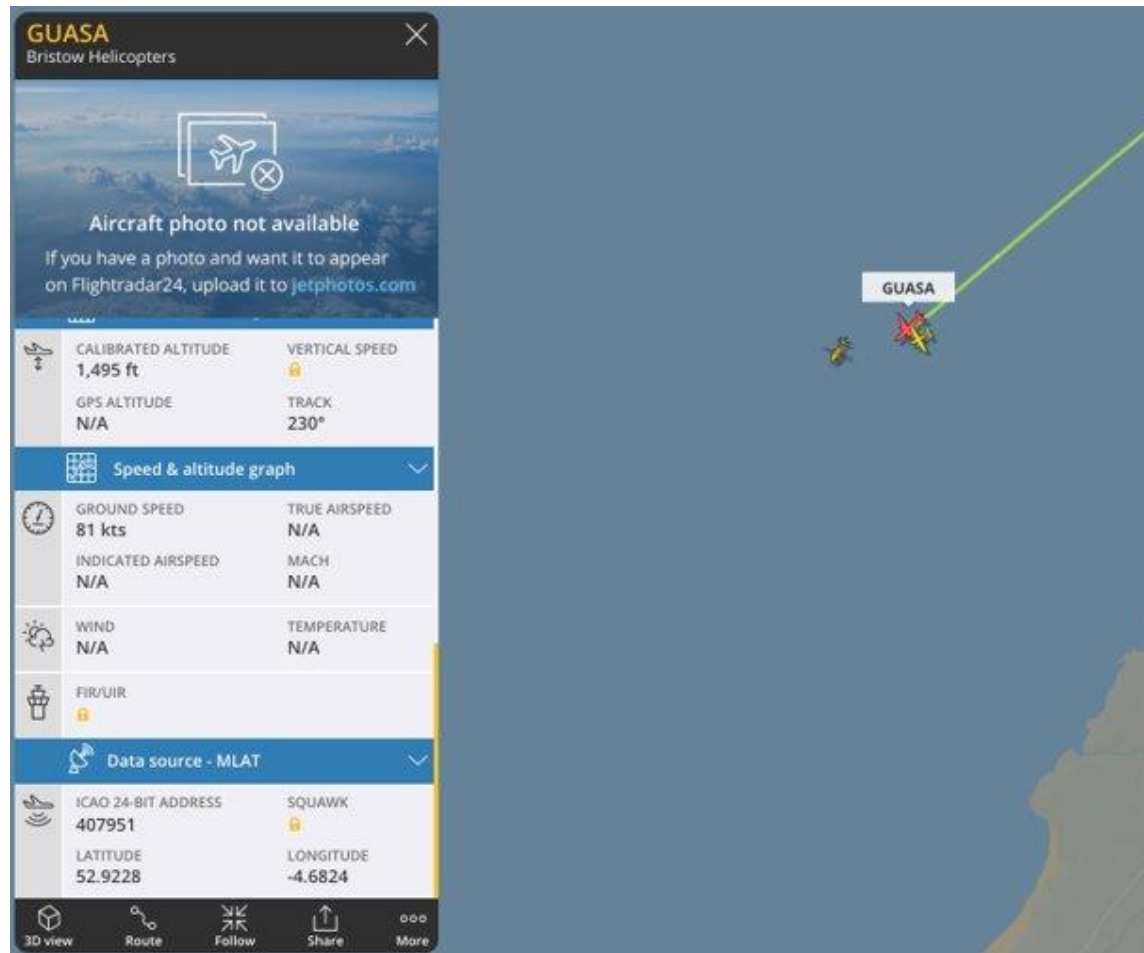 GUASA
Bristow Helicopters
Aircraft photo not available
If you have a photo and want it to appear
on Flightradar24, upload it to jetphotos.com
CALIBRATED ALTITUDE VERTICAL SPEED
1,495 ft
GPS ALTITUDE TRACK
N/A 230°
Speed & altitude graph
GROUND SPEED TRUE AIRSPEED
81 kts N/A
INDICATED AIRSPEED MACH
N/A N/A
WIND TEMPERATURE
N/A N/A
FIR/UIR
Data source - MLAT
ICAO 24-BIT ADDRESS SQUAWK
407951
LATITUDE LONGITUDE
52.9228 -4.6824
3D view Route Follow Share More
GUASA